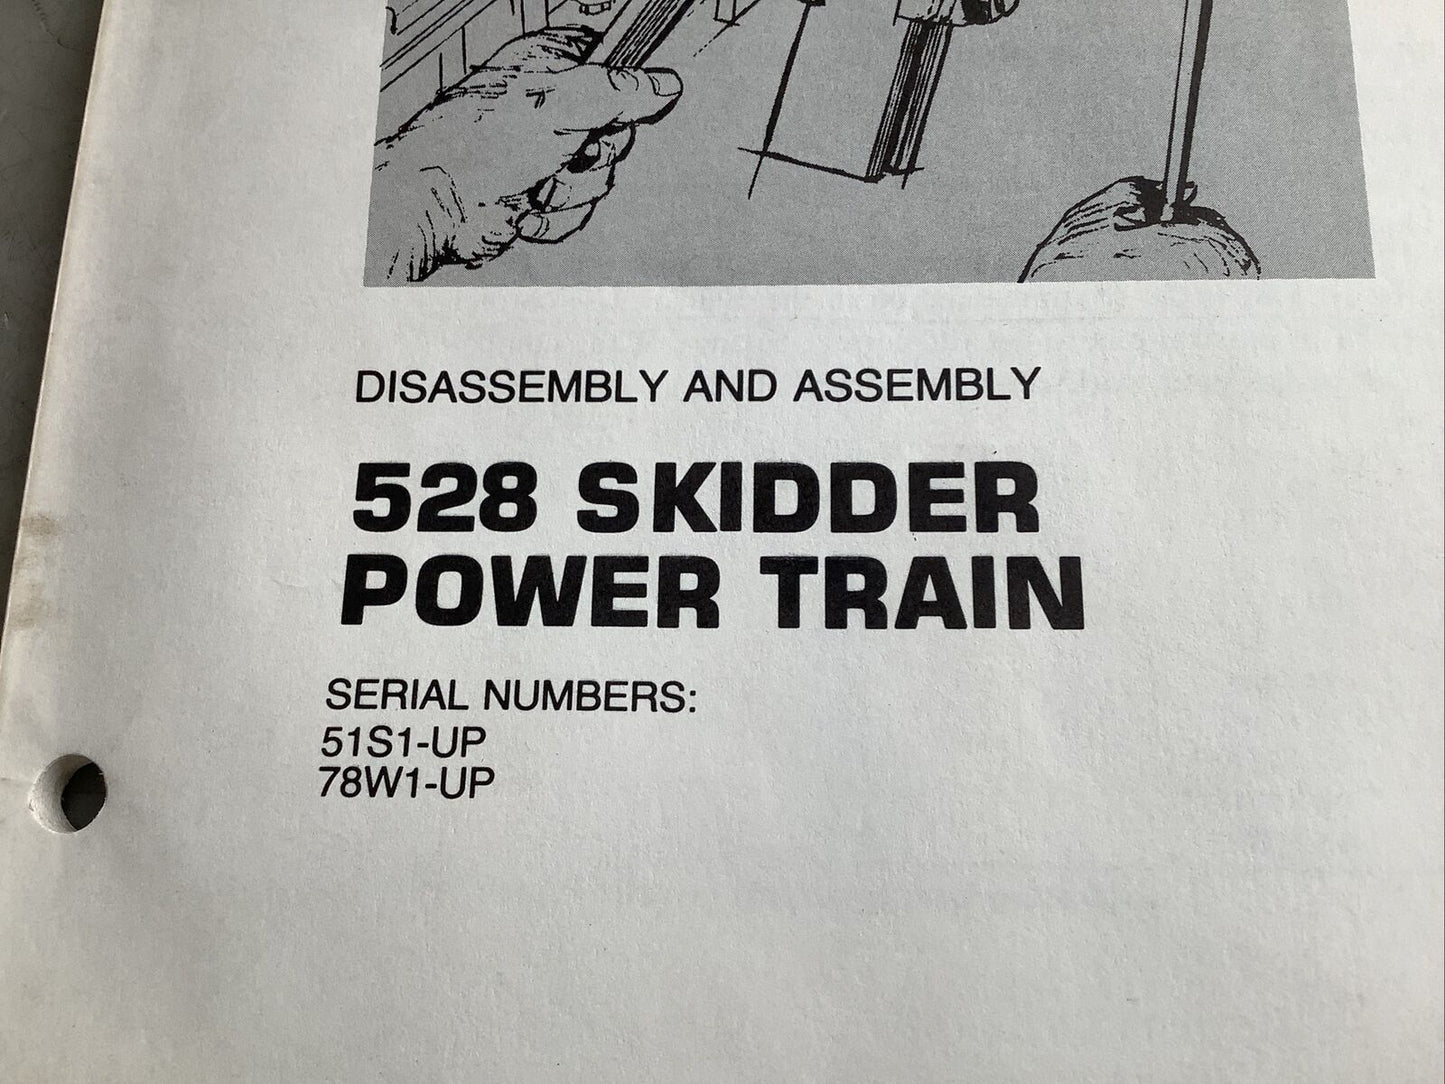 DISASSEMBLY AND ASSEMBLY
528 SKIDDER
POWER TRAIN
SERIAL NUMBERS:
51S1-UP
78W1-UP